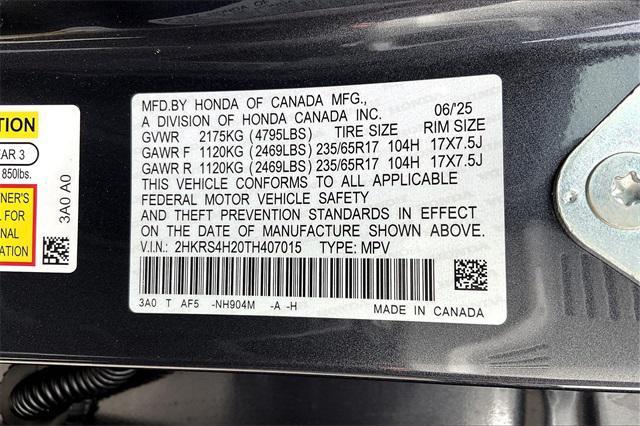 MFD.BY HONDA OF CANADA MFG.,
A DIVISION OF HONDA CANADA INC. 06/'25
GVWR 2175KG (4795LBS) TIRE SIZE RIM SIZE
GAWR F 1120KG (2469LBS) 235/65R17 104H 17X7.5J
GAWR R 1120KG (2469LBS) 235/65R17 104H 17X7.5J
THIS VEHICLE CONFORMS TO ALL APPLICABLE
FEDERAL MOTOR VEHICLE SAFETY
AND THEFT PREVENTION STANDARDS IN EFFECT
ON THE DATE OF MANUFACTURE SHOWN ABOVE.
V.I.N.: 2HKRS4H20TH407015 TYPE: MPV
3A0 T AF5 -NH904M -A -H
MADE IN CANADA
TION
EAR 3
850lbs.
NER'S
L FOR
NAL
ATION
3A0 A0